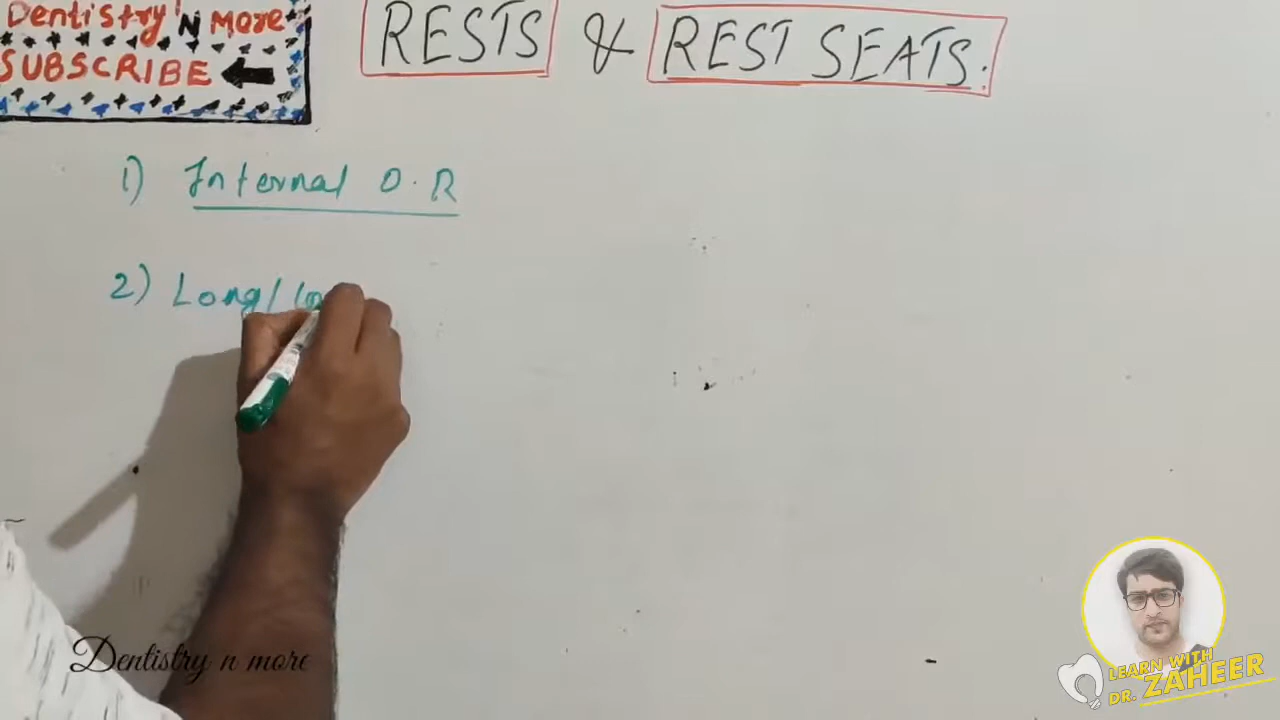 Dentistry 'N More
SUBSCRIBE
RESTS & REST SEATS.
1) Internal O.R
2) Long/
Dentistry n more
LEARN WITH
DR. ZAHEER